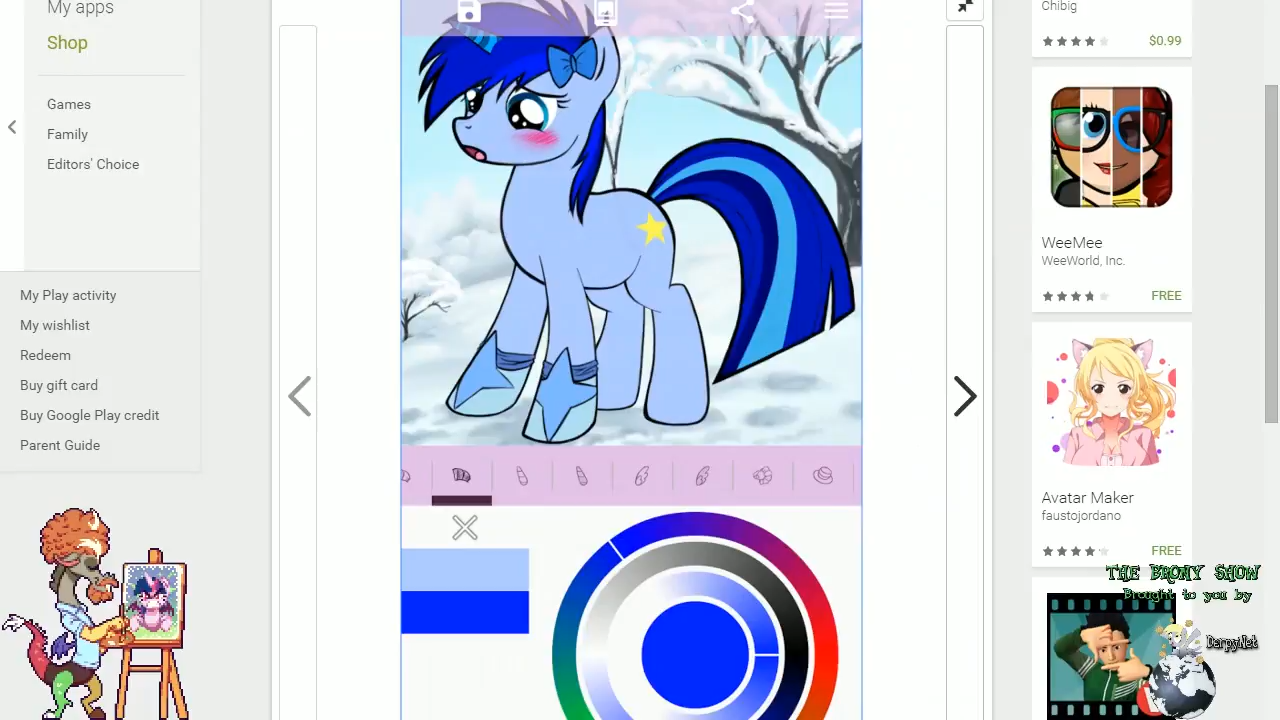 My apps
Shop
Games
Family
Editors' Choice
My Play activity
My wishlist
Redeem
Buy gift card
Buy Google Play credit
Parent Guide
Chibig
$0.99
WeeMee
WeeWorld, Inc.
FREE
Avatar Maker
faustojordano
FREE
THE BRONY SHOW
Brought to you by
DerpyNet